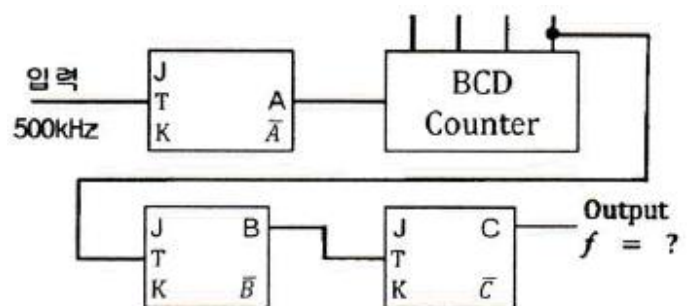 입력
500kHz
J
T A
K Ā
BCD
Counter
J B
T
K B̄
J C
T
K C̄
Output
f = ?